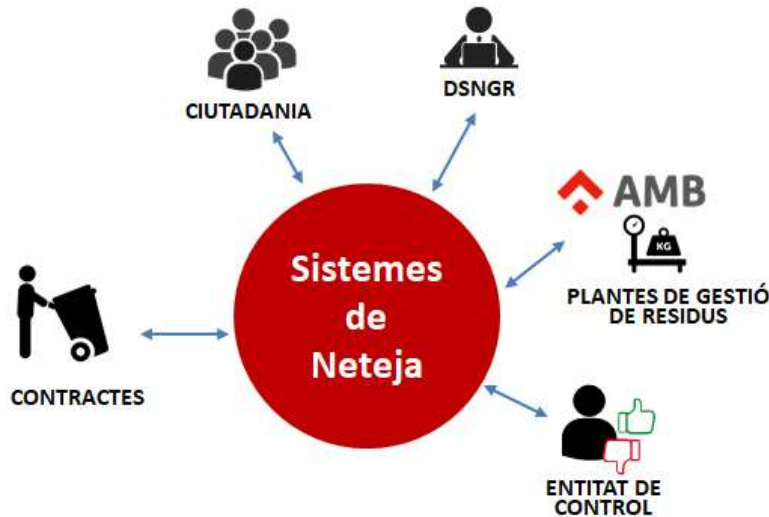 CIUTADANIA
DSNGR
AMB
KG
PLANTES DE GESTIÓ
DE RESIDUS
Sistemes
de
Neteja
CONTRACTES
ENTITAT DE
CONTROL